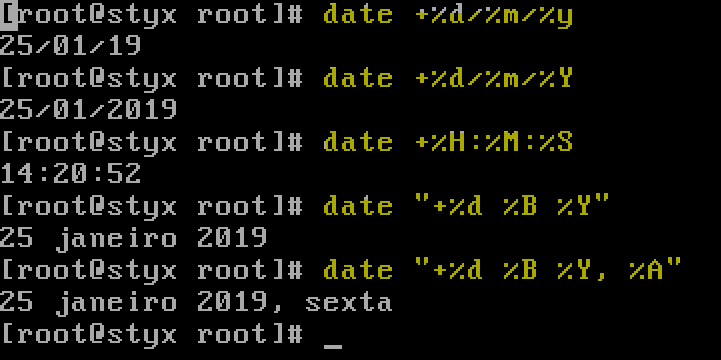 [root@styx root]# date +%d/%m/%y
25/01/19
[root@styx root]# date +%d/%m/%Y
25/01/2019
[root@styx root]# date +%H:%M:%S
14:20:52
[root@styx root]# date "+%d %B %Y"
25 janeiro 2019
[root@styx root]# date "+%d %B %Y, %A"
25 janeiro 2019, sexta
[root@styx root]# _